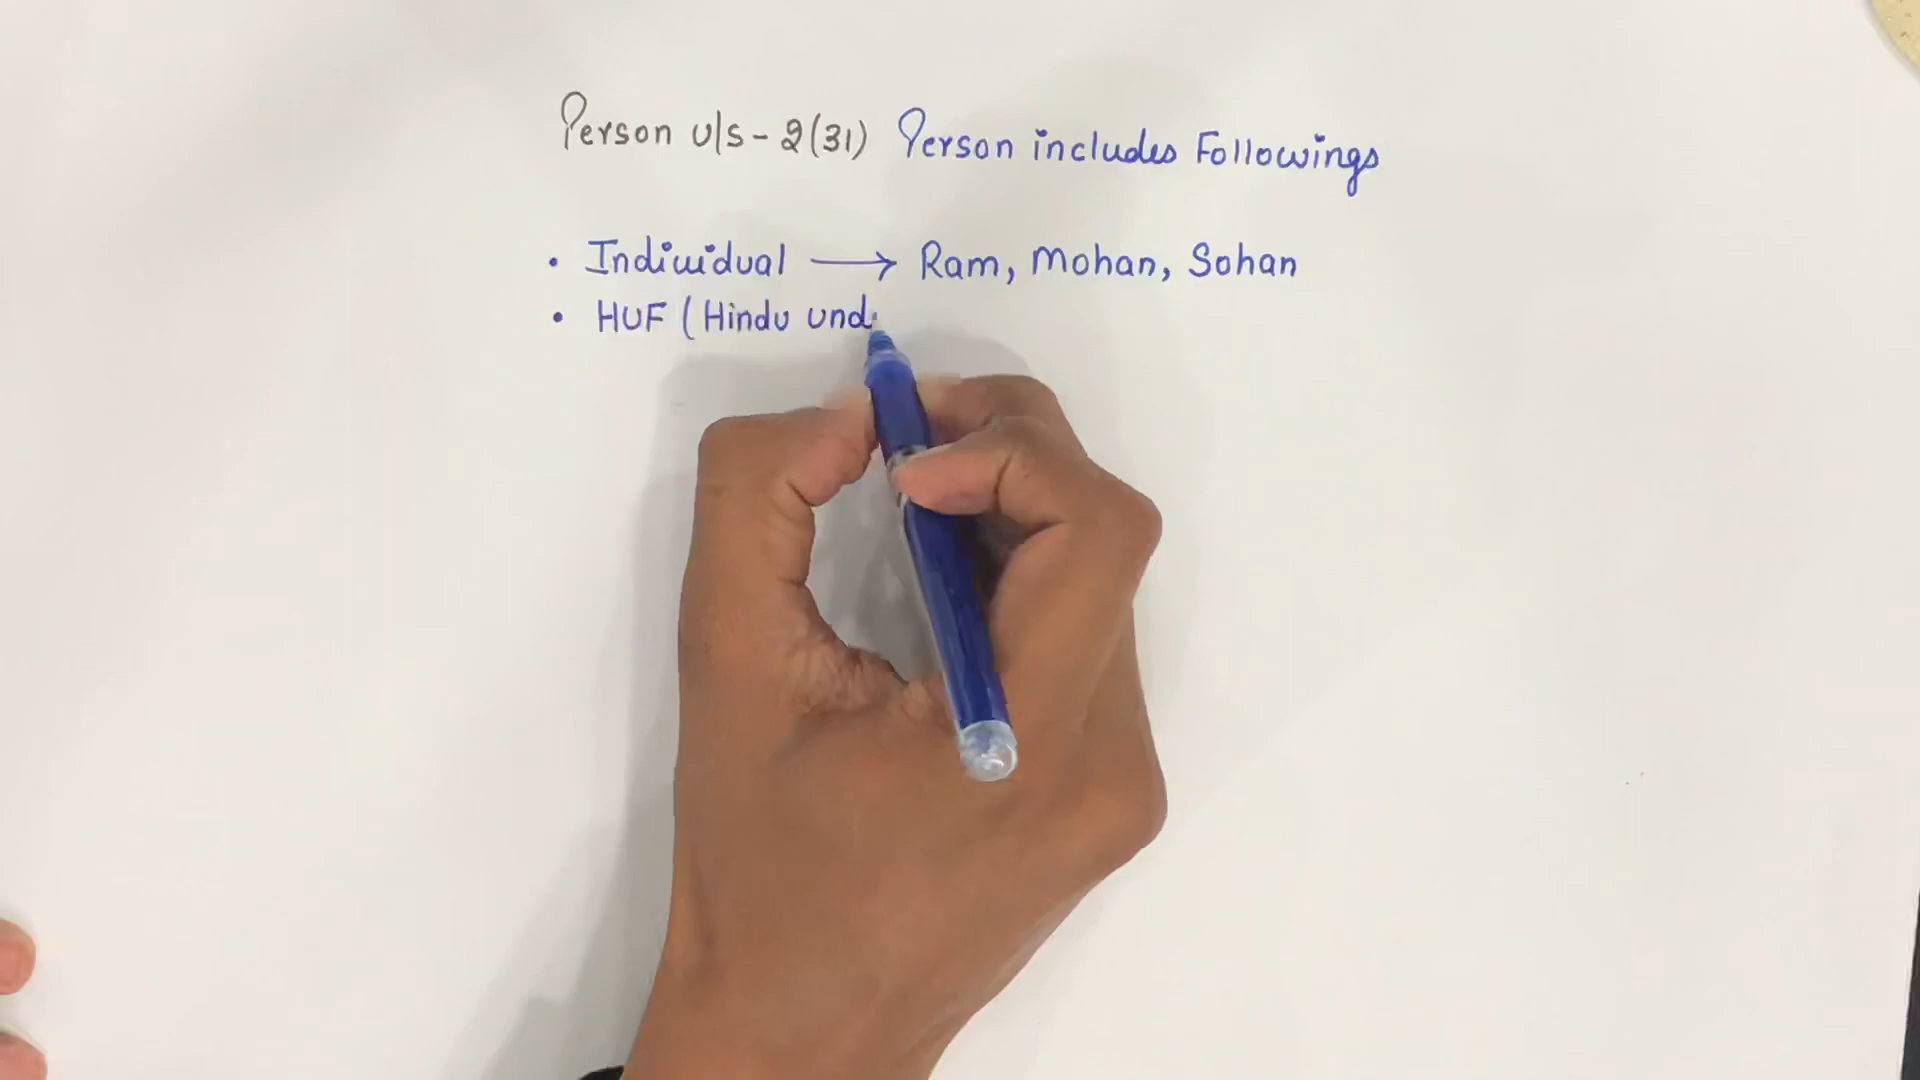 Person U/S - 2(31) Person includes Followings
• Individual → Ram, Mohan, Sohan
• HUF (Hindu und